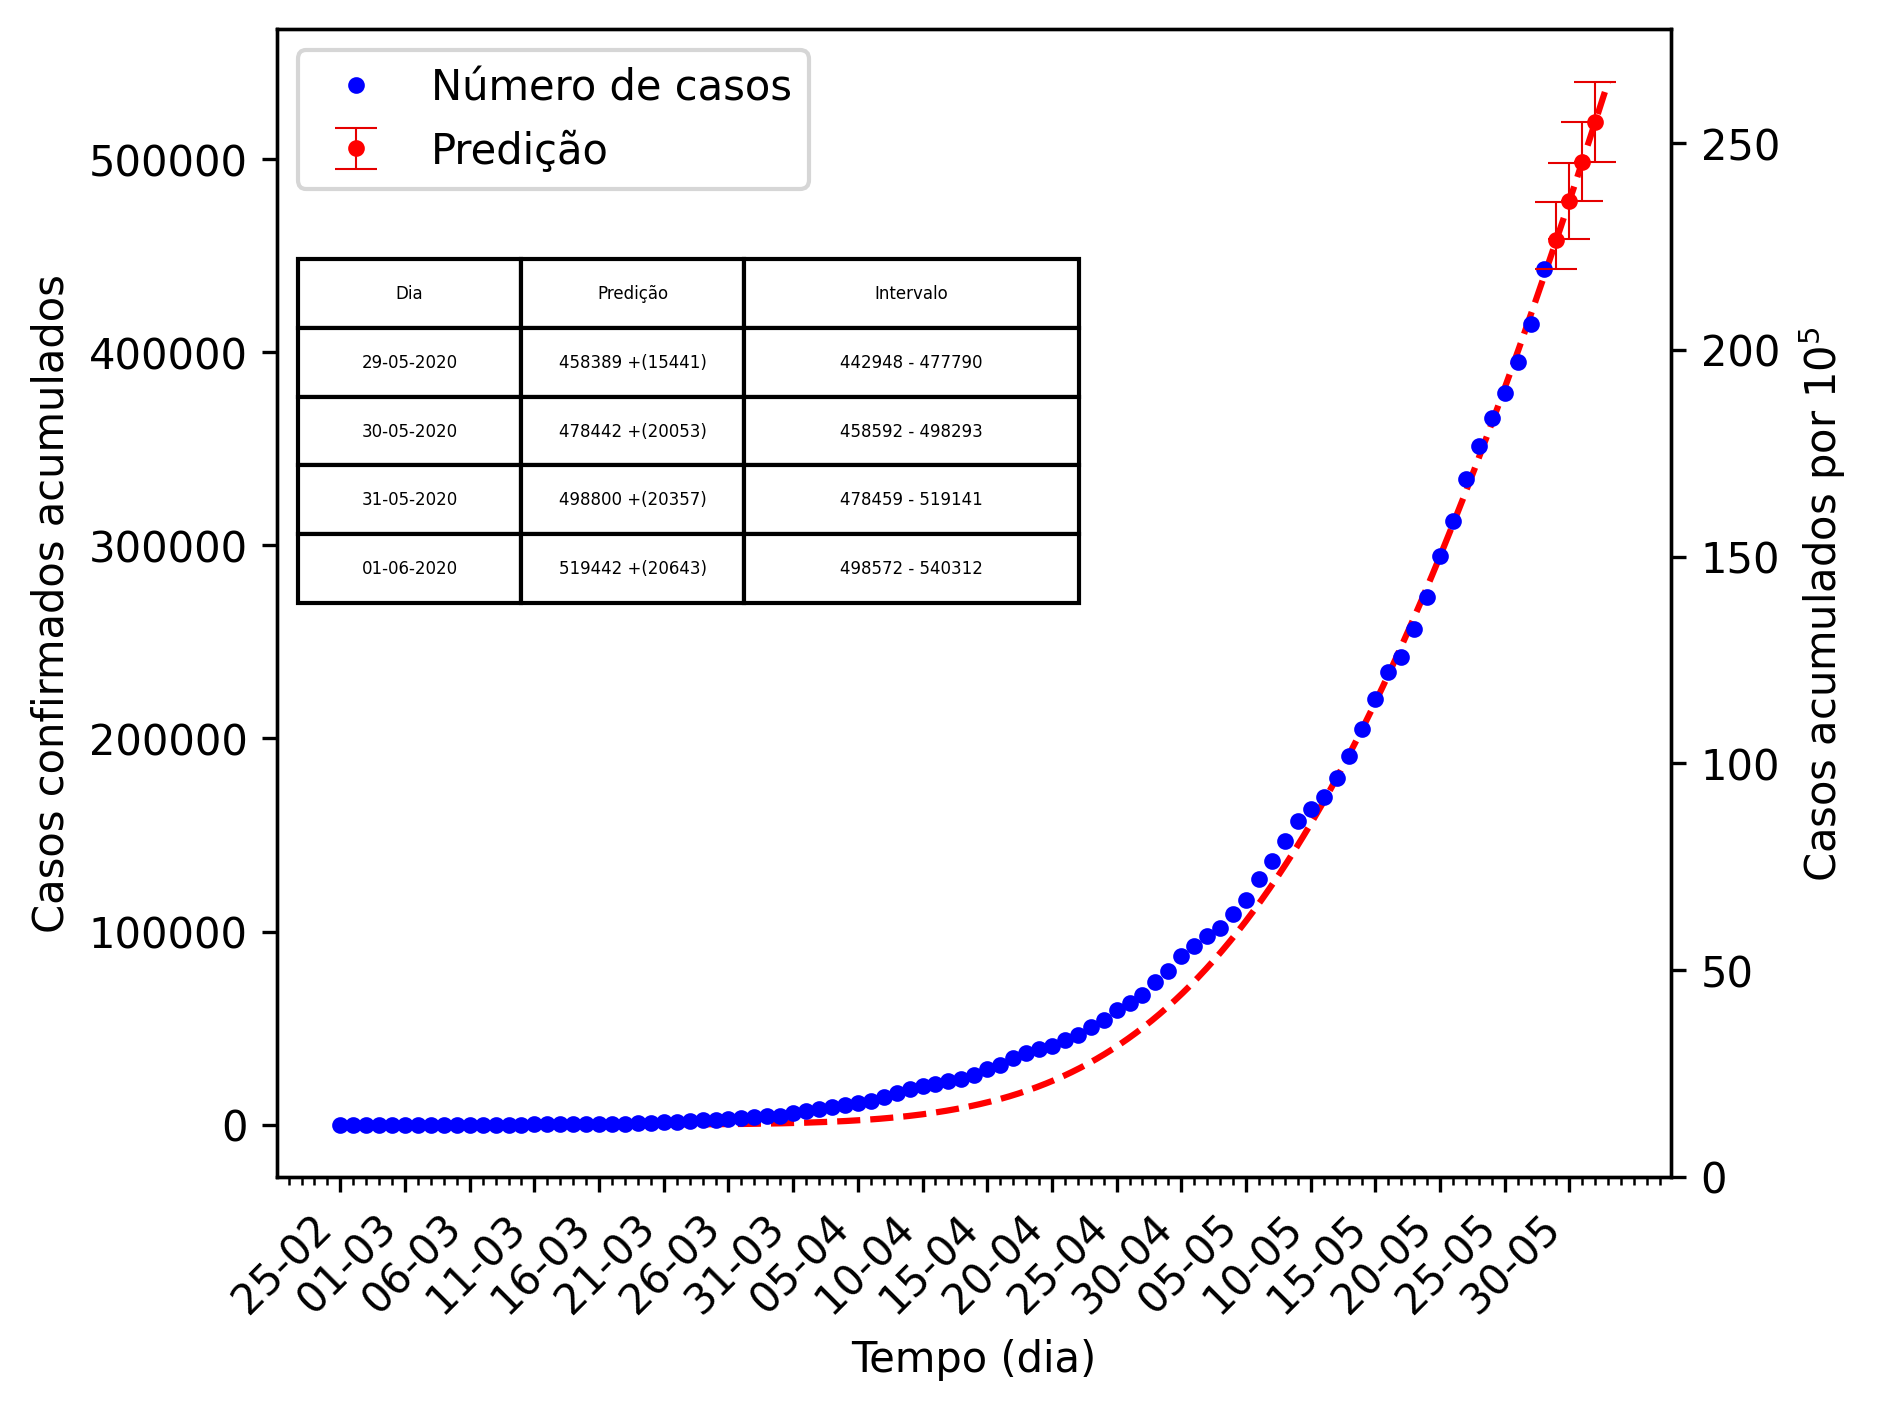 Número de casos
Predição
Dia Predição Intervalo
29-05-2020 458389 +(15441) 442948 - 477790
30-05-2020 478442 +(20053) 458592 - 498293
31-05-2020 498800 +(20357) 478459 - 519141
01-06-2020 519442 +(20643) 498572 - 540312
Casos confirmados acumulados
500000
400000
300000
200000
100000
0
Casos acumulados por 10⁵
250
200
150
100
50
0
25-02 01-03 06-03 11-03 16-03 21-03 26-03 31-03 05-04 10-04 15-04 20-04 25-04 30-04 05-05 10-05 15-05 20-05 25-05 30-05
Tempo (dia)